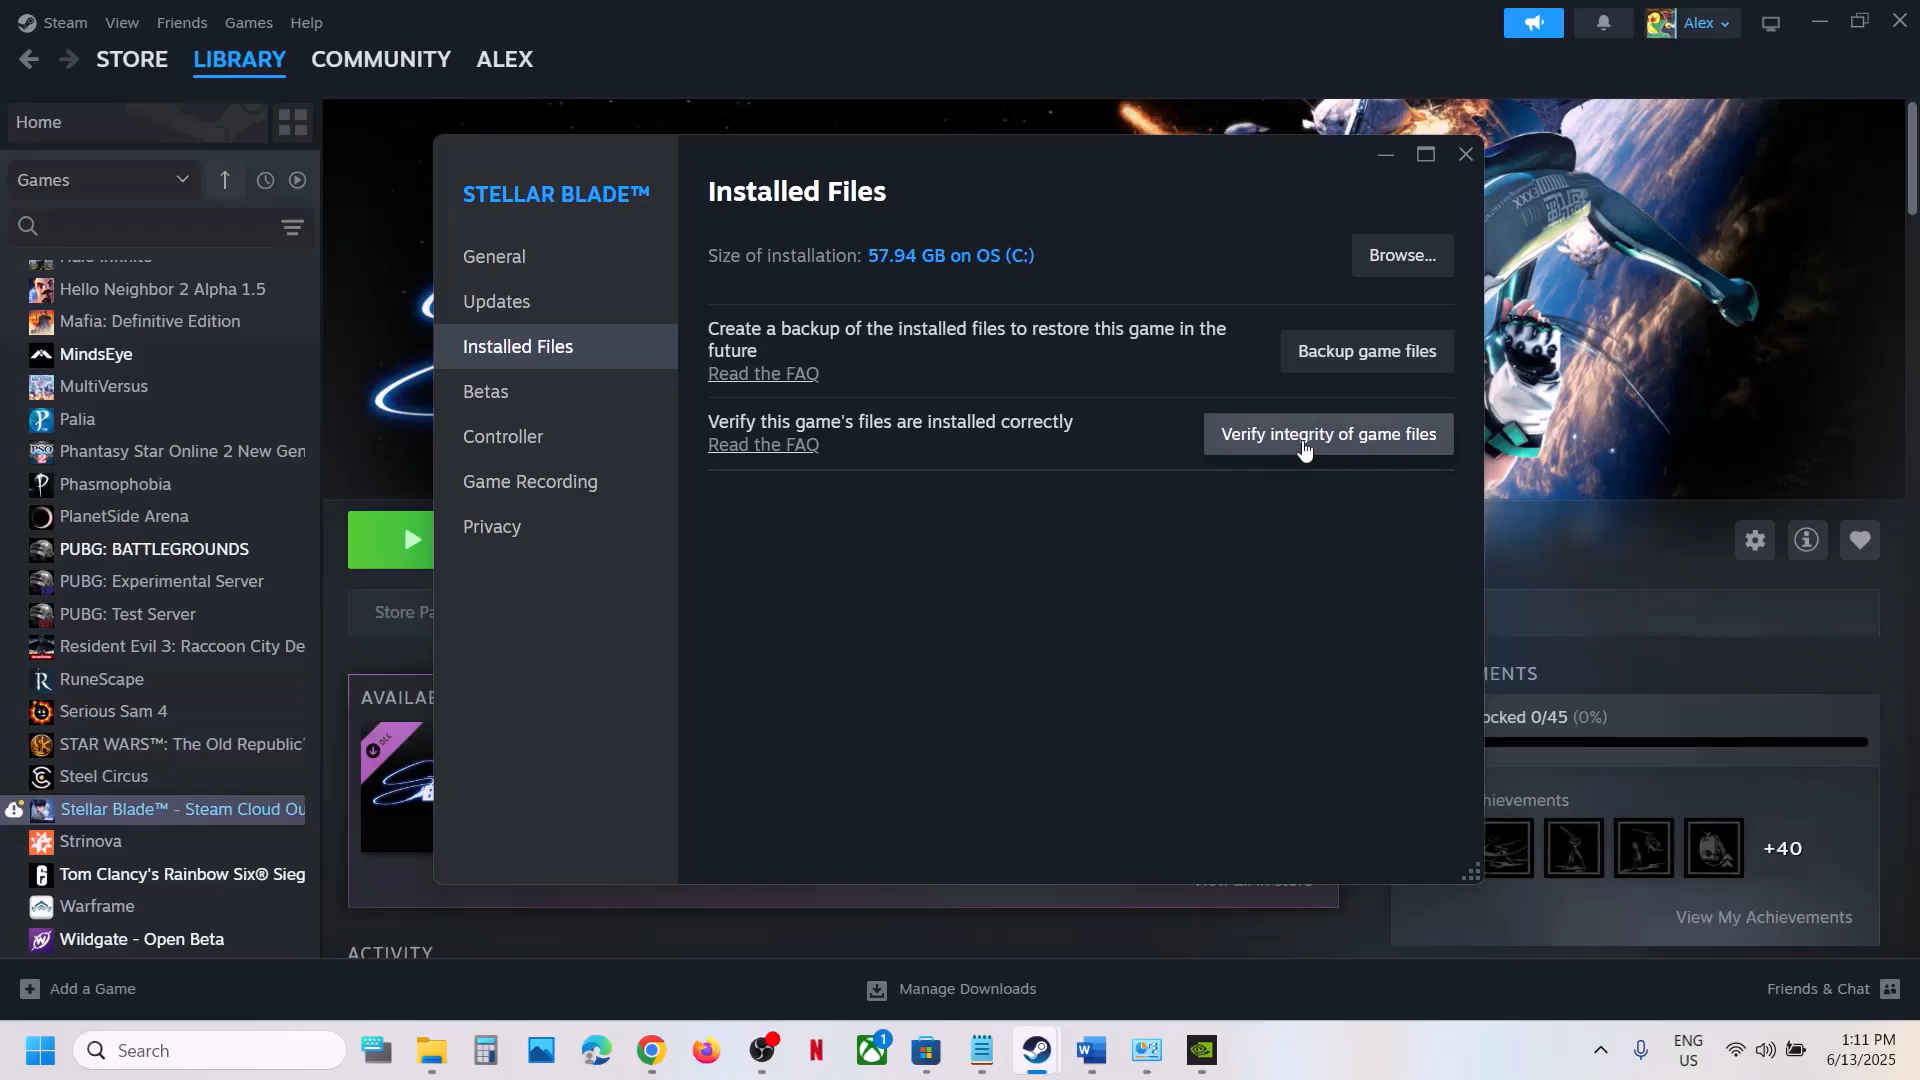 Steam View Friends Games Help
Alex
STORE LIBRARY COMMUNITY ALEX
Home
Games
Hello Neighbor 2 Alpha 1.5
Mafia: Definitive Edition
MindsEye
MultiVersus
Palia
Phantasy Star Online 2 New Gen
Phasmophobia
PlanetSide Arena
PUBG: BATTLEGROUNDS
PUBG: Experimental Server
PUBG: Test Server
Resident Evil 3: Raccoon City De
RuneScape
Serious Sam 4
STAR WARS™: The Old Republic™
Steel Circus
Stellar Blade™ - Steam Cloud Ou
Strinova
Tom Clancy's Rainbow Six® Sieg
Warframe
Wildgate - Open Beta
STELLAR BLADE™
General
Updates
Installed Files
Betas
Controller
Game Recording
Privacy
Installed Files
Size of installation: 57.94 GB on OS (C:)
Browse...
Create a backup of the installed files to restore this game in the
future
Read the FAQ
Backup game files
Verify this game's files are installed correctly
Read the FAQ
Verify integrity of game files
Store Pa
AVAILAB
DLC
MENTS
ocked 0/45 (0%)
hievements
+40
View My Achievements
ACTIVITY
Add a Game
Manage Downloads
Friends & Chat
Search
1
ENG
US
1:11 PM
6/13/2025